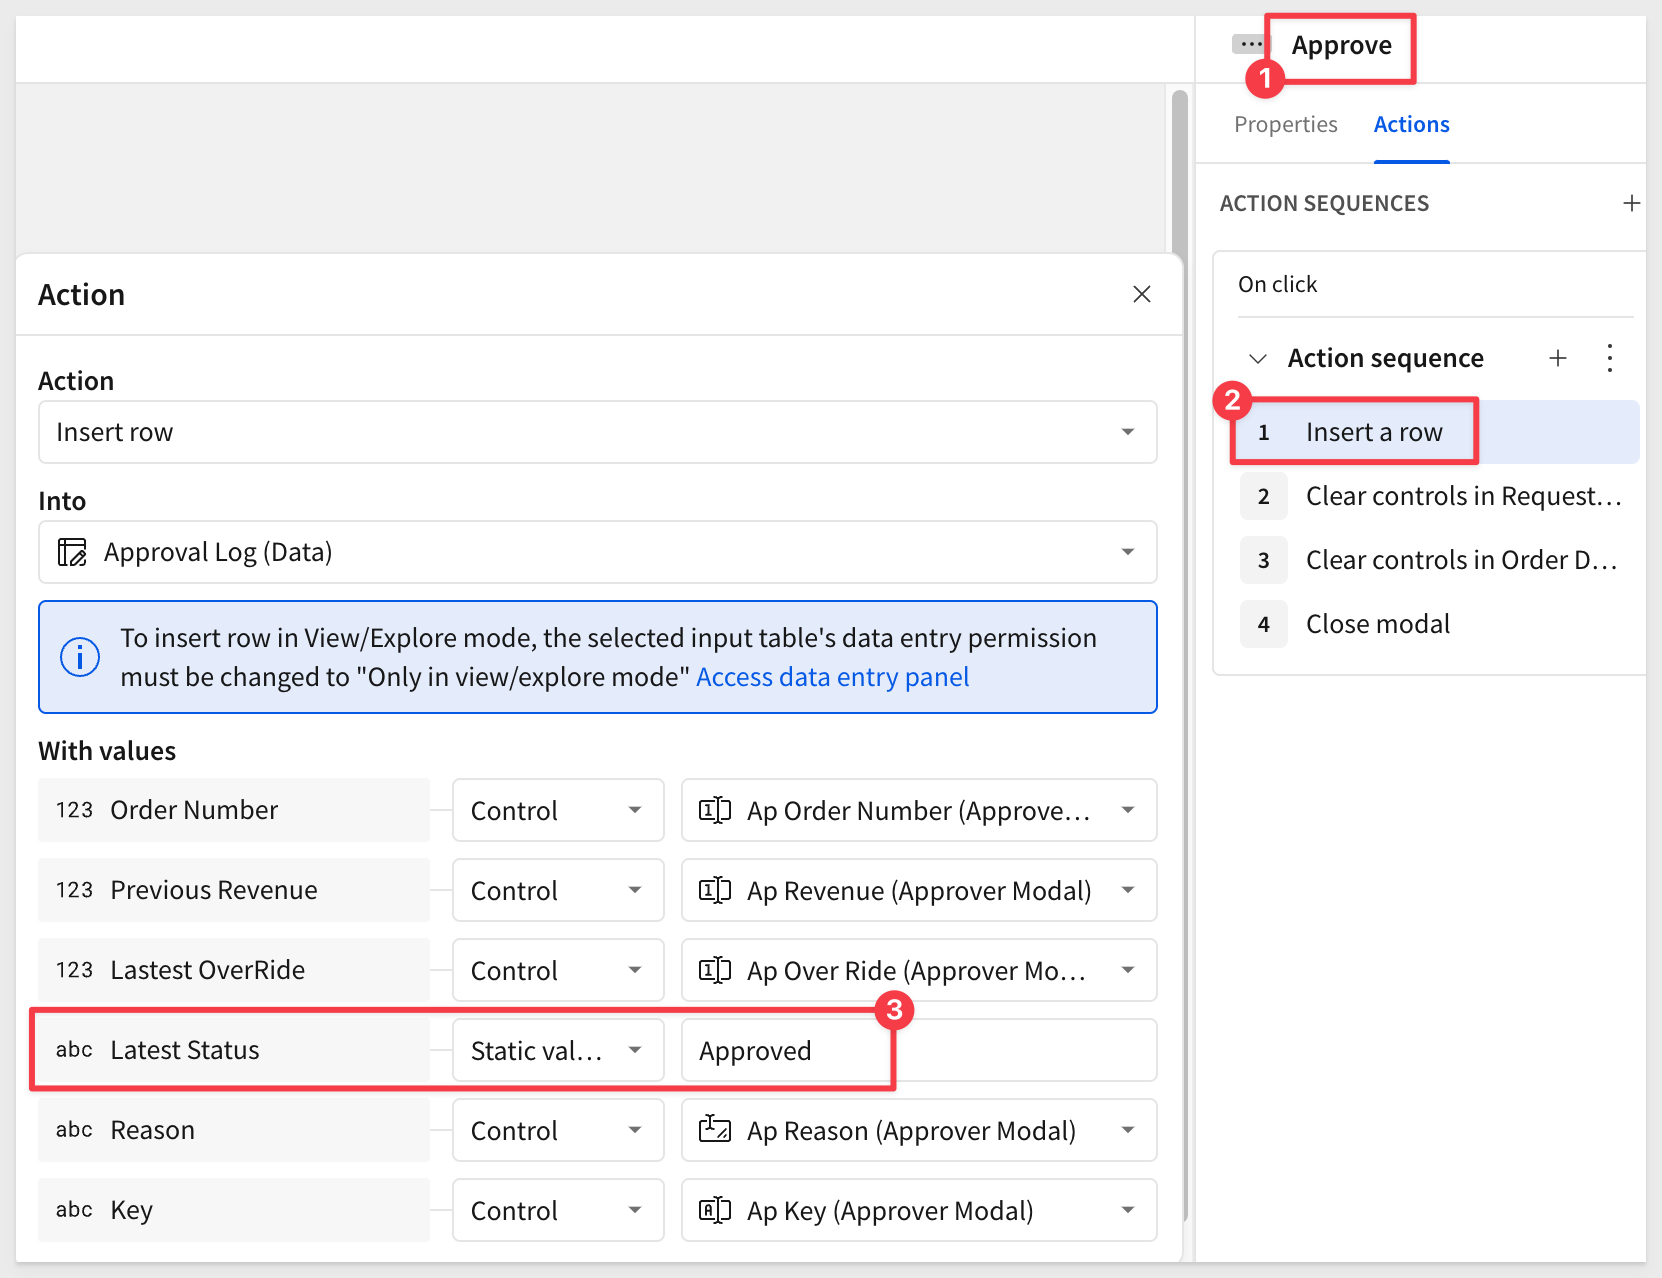 Approve
1
Properties
Actions
ACTION SEQUENCES
On click
Action sequence
2
1 Insert a row
2 Clear controls in Request...
3 Clear controls in Order D...
4 Close modal
Action
Action
Insert row
Into
Approval Log (Data)
To insert row in View/Explore mode, the selected input table's data entry permission
must be changed to "Only in view/explore mode" Access data entry panel
With values
123 Order Number Control Ap Order Number (Approve...
123 Previous Revenue Control Ap Revenue (Approver Modal)
123 Lastest OverRide Control Ap Over Ride (Approver Mo...
3
abc Latest Status Static val... Approved
abc Reason Control Ap Reason (Approver Modal)
abc Key Control Ap Key (Approver Modal)